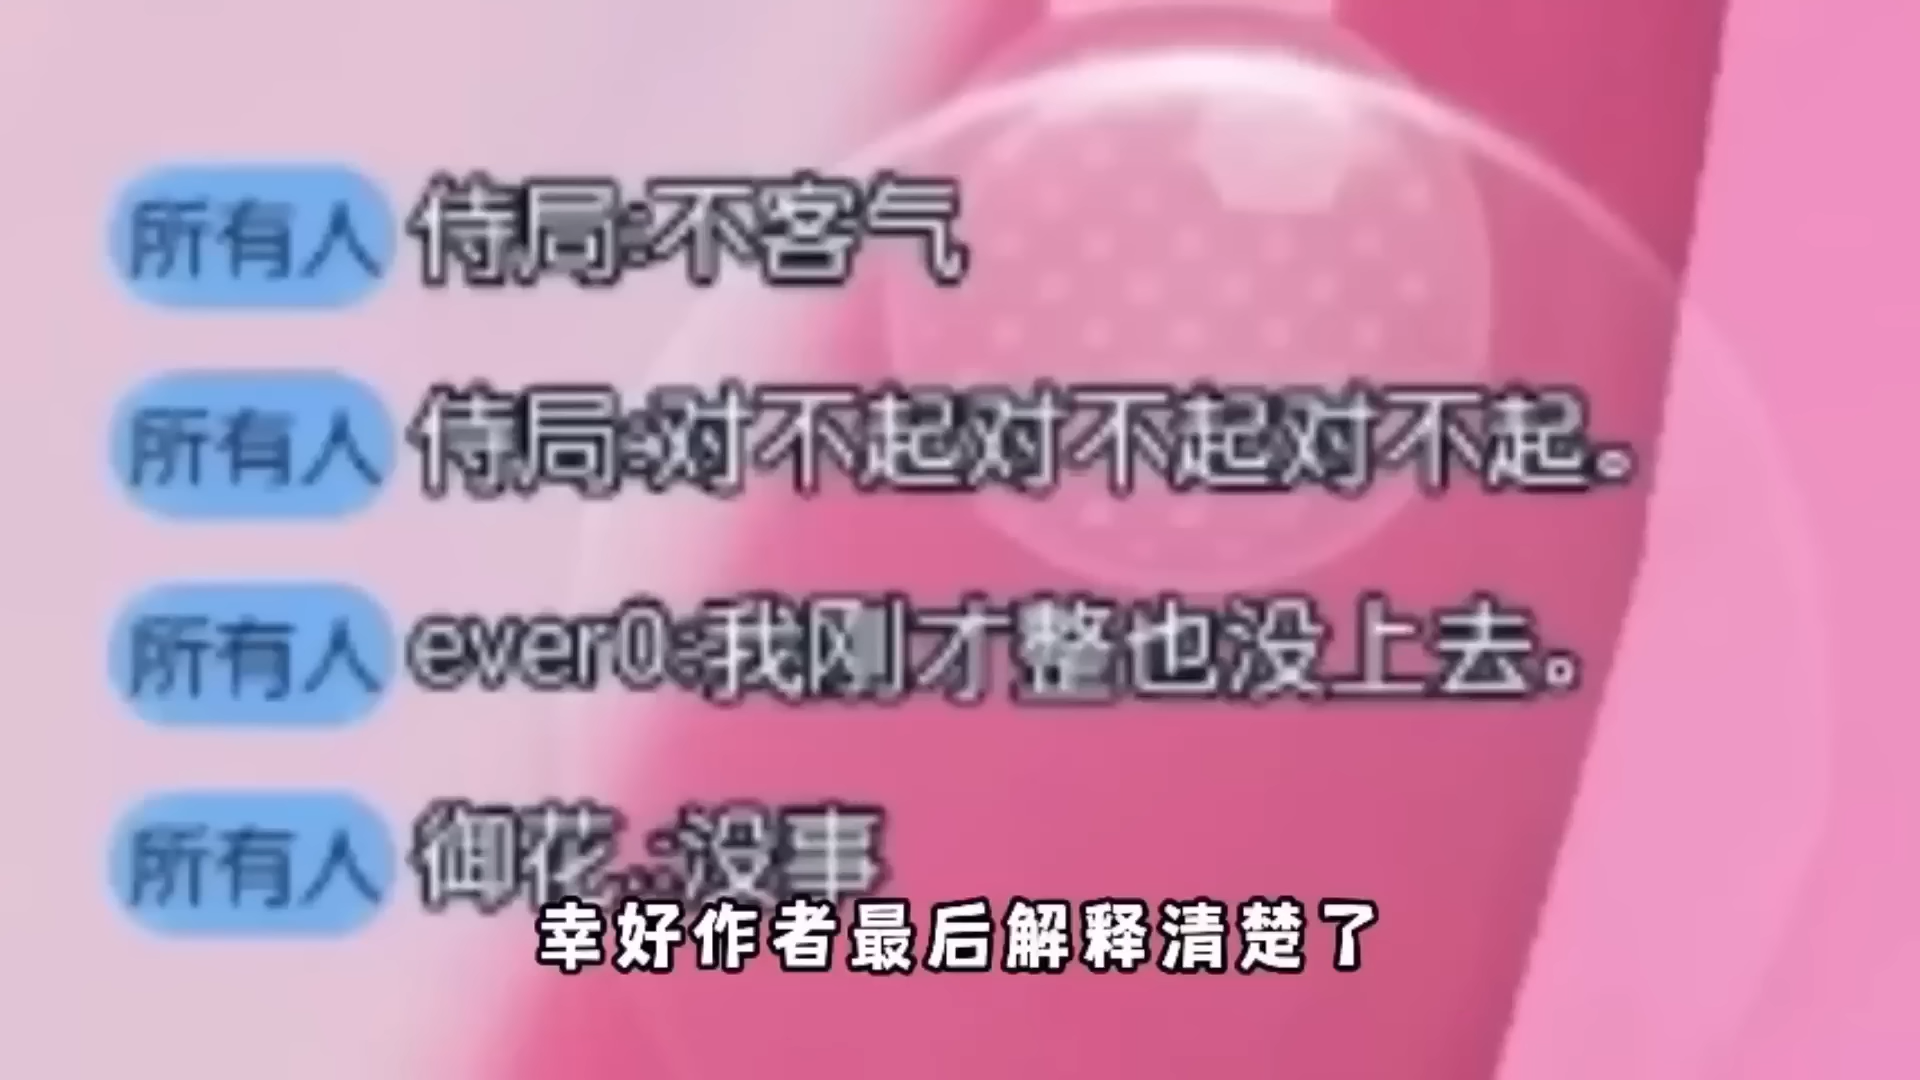 所有人 侍局:不客气
所有人 侍局:对不起对不起对不起。
所有人 ever0:我刚才整也没上去。
所有人 御花.:没事
幸好作者最后解释清楚了